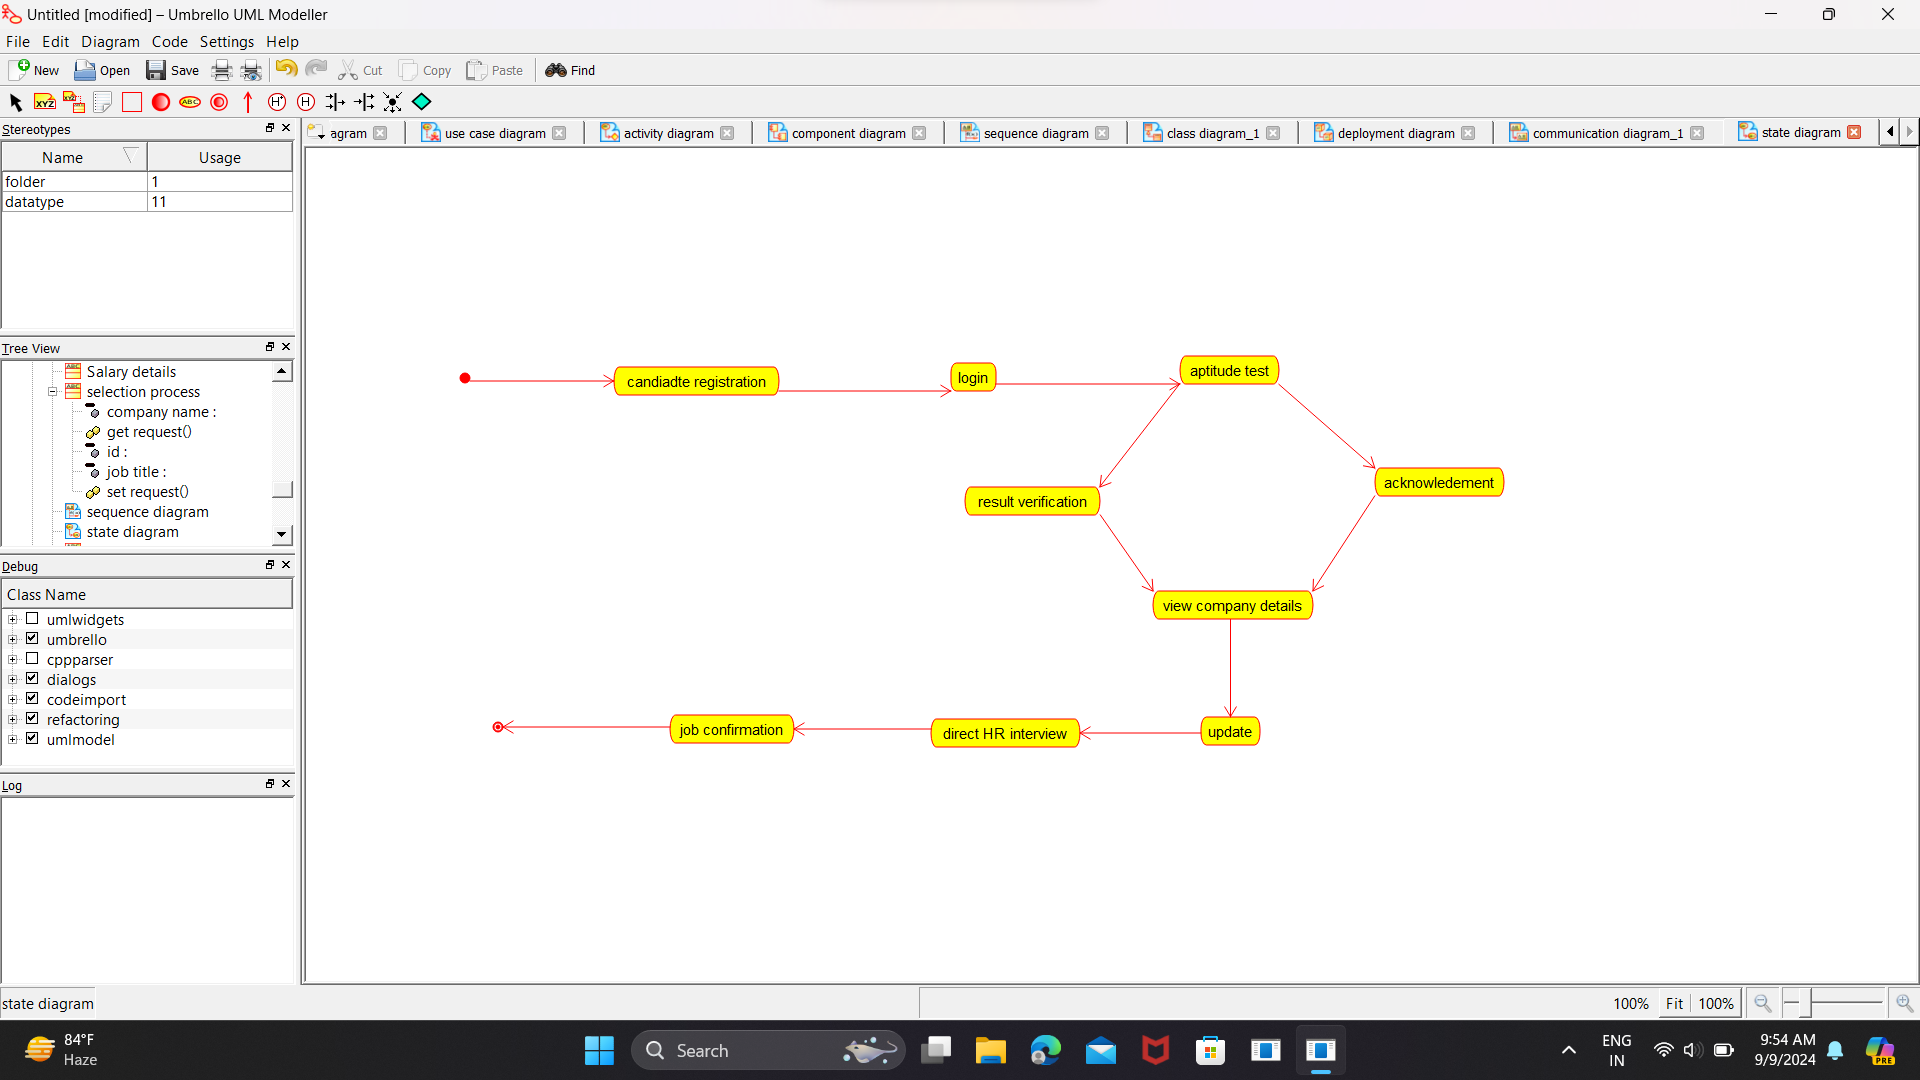 Untitled [modified] – Umbrello UML Modeller
File Edit Diagram Code Settings Help
New Open Save Cut Copy Paste Find
XYZ XYZ ABC H* H
Stereotypes
Name Usage
folder 1
datatype 11
agram use case diagram activity diagram component diagram sequence diagram class diagram_1 deployment diagram communication diagram_1 state diagram
Tree View
Salary details
selection process
company name :
get request()
id :
job title :
set request()
sequence diagram
state diagram
Debug
Class Name
umlwidgets
umbrello
cppparser
dialogs
codeimport
refactoring
umlmodel
Log
candiadte registration
login
aptitude test
result verification
acknowledement
view company details
job confirmation
direct HR interview
update
state diagram
100% Fit 100%
84°F
Haze
Search
ENG
IN
9:54 AM
9/9/2024
PRE